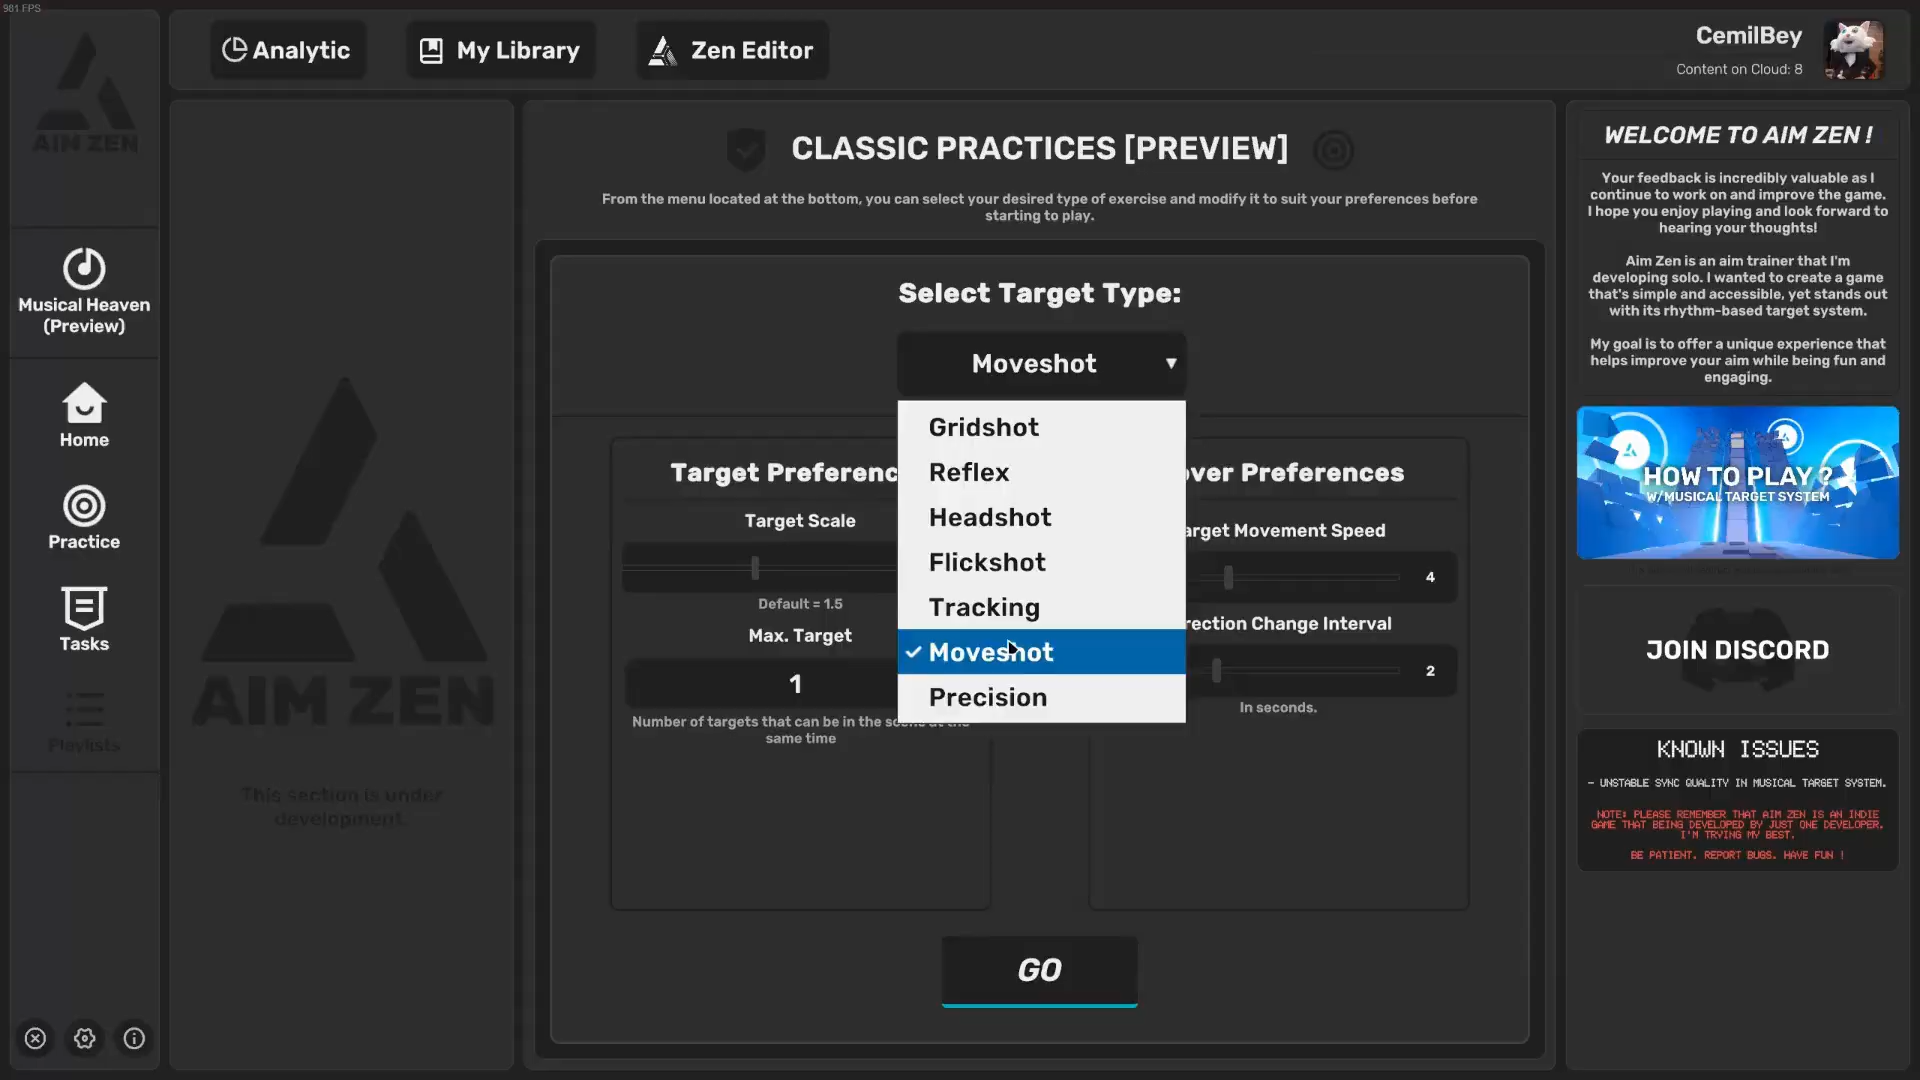 981 FPS
AIM ZEN
Analytic
My Library
Zen Editor
CemilBey
Content on Cloud: 8
Musical Heaven
(Preview)
Home
Practice
Tasks
Playlists
AIM ZEN
This section is under
development.
CLASSIC PRACTICES [PREVIEW]
From the menu located at the bottom, you can select your desired type of exercise and modify it to suit your preferences before
starting to play.
Select Target Type:
Moveshot
Gridshot
Reflex
Headshot
Flickshot
Tracking
Moveshot
Precision
Target Preferenc
Target Scale
Default = 1.5
Max. Target
1
Number of targets that can be in the scene at the
same time
over Preferences
arget Movement Speed
4
rection Change Interval
2
In seconds.
GO
WELCOME TO AIM ZEN !
Your feedback is incredibly valuable as I
continue to work on and improve the game.
I hope you enjoy playing and look forward to
hearing your thoughts!
Aim Zen is an aim trainer that I'm
developing solo. I wanted to create a game
that's simple and accessible, yet stands out
with its rhythm-based target system.
My goal is to offer a unique experience that
helps improve your aim while being fun and
engaging.
HOW TO PLAY ?
W/MUSICAL TARGET SYSTEM
JOIN DISCORD
KNOWN ISSUES
- UNSTABLE SYNC QUALITY IN MUSICAL TARGET SYSTEM.
NOTE: PLEASE REMEMBER THAT AIM ZEN IS AN INDIE
GAME THAT BEING DEVELOPED BY JUST ONE DEVELOPER,
I'M TRYING MY BEST.
BE PATIENT. REPORT BUGS. HAVE FUN !